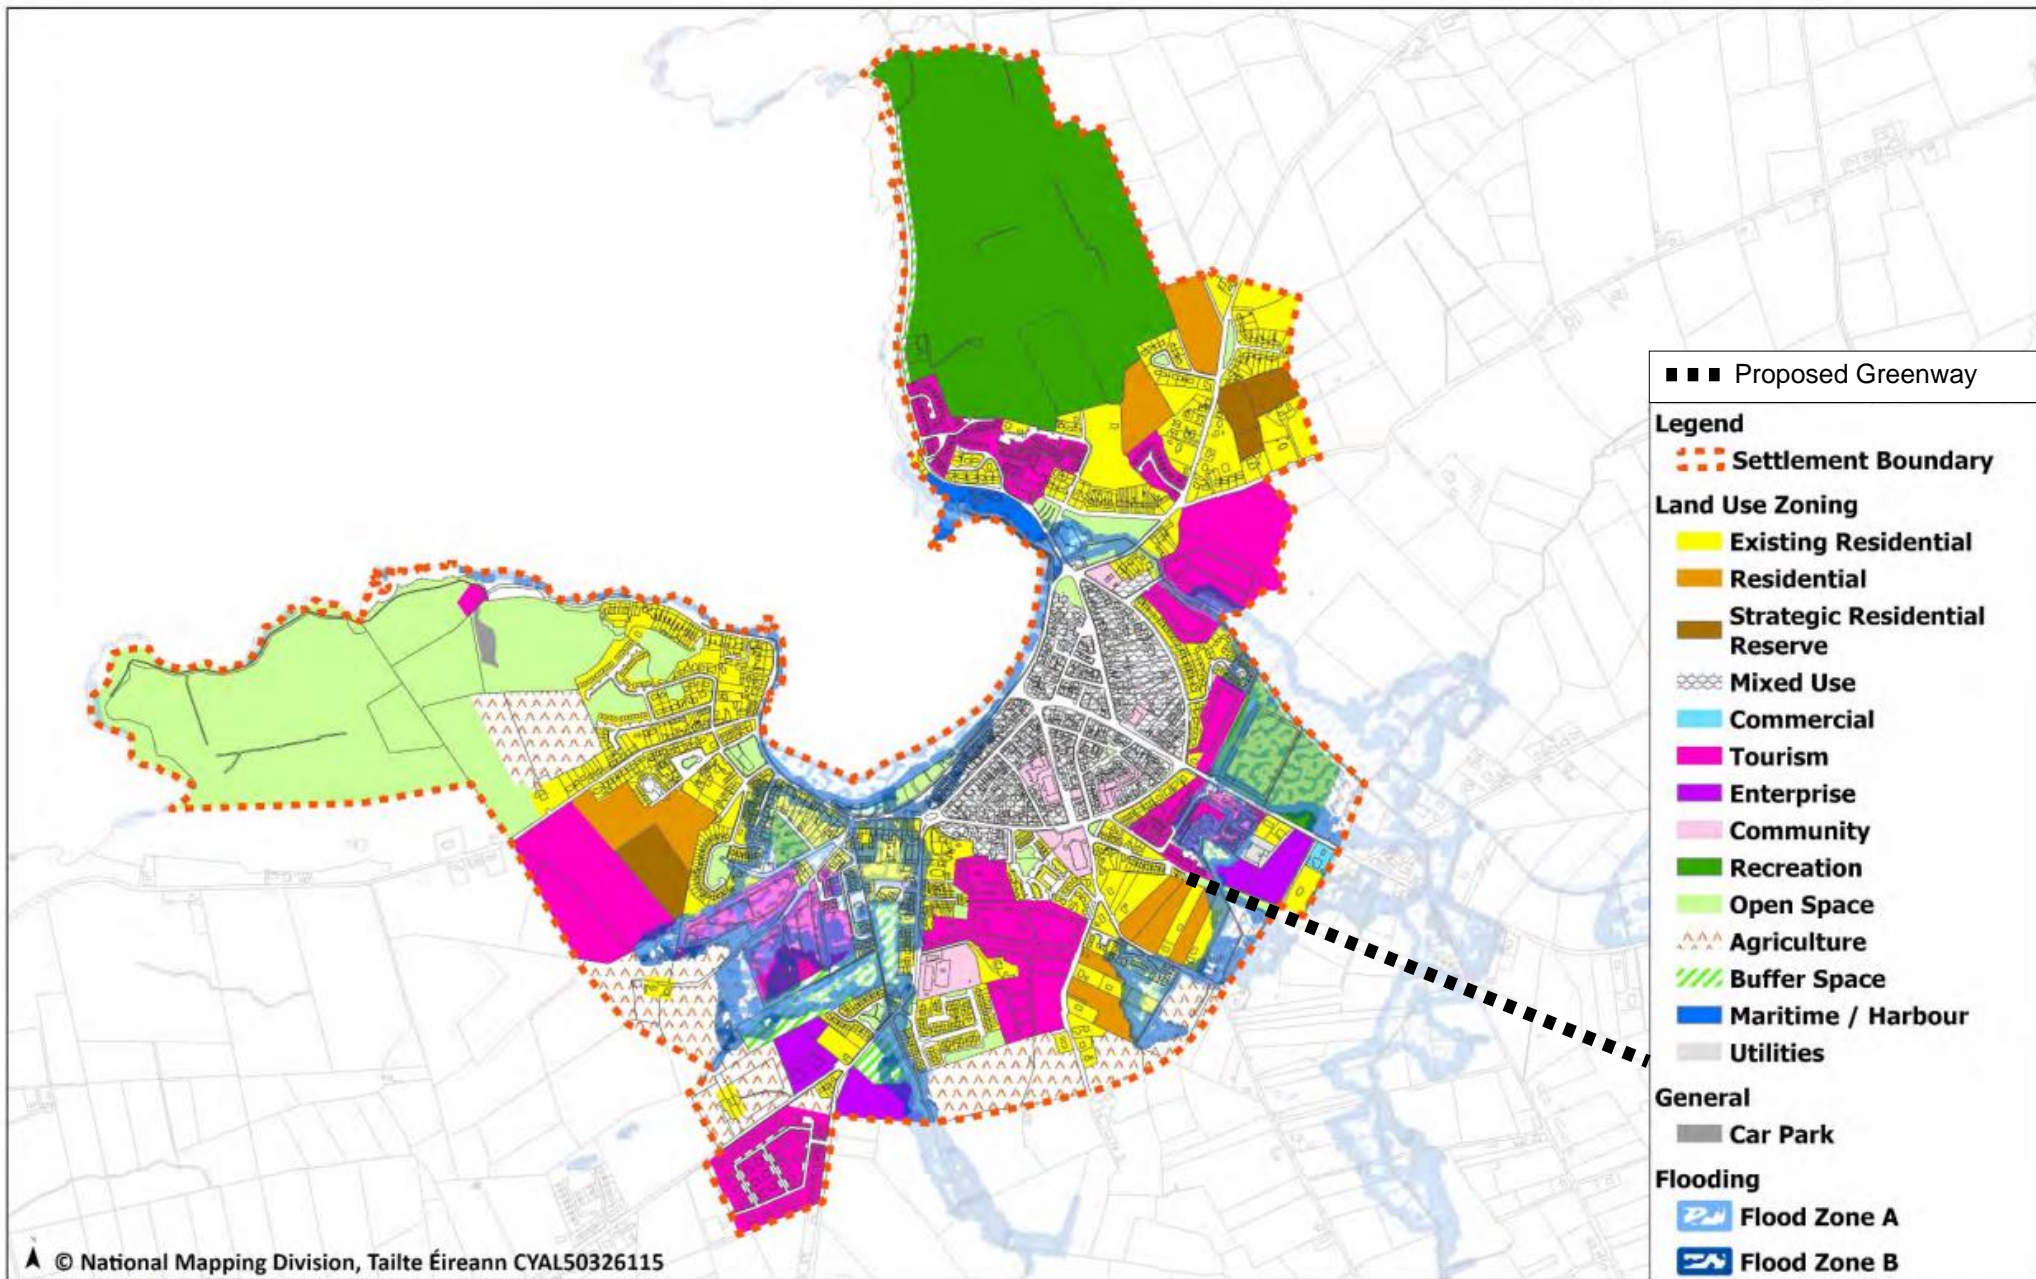 Proposed Greenway
Legend
Settlement Boundary
Land Use Zoning
Existing Residential
Residential
Strategic Residential
Reserve
Mixed Use
Commercial
Tourism
Enterprise
Community
Recreation
Open Space
Agriculture
Buffer Space
Maritime / Harbour
Utilities
General
Car Park
Flooding
Flood Zone A
Flood Zone B
N
© National Mapping Division, Tailte Éireann CYAL50326115